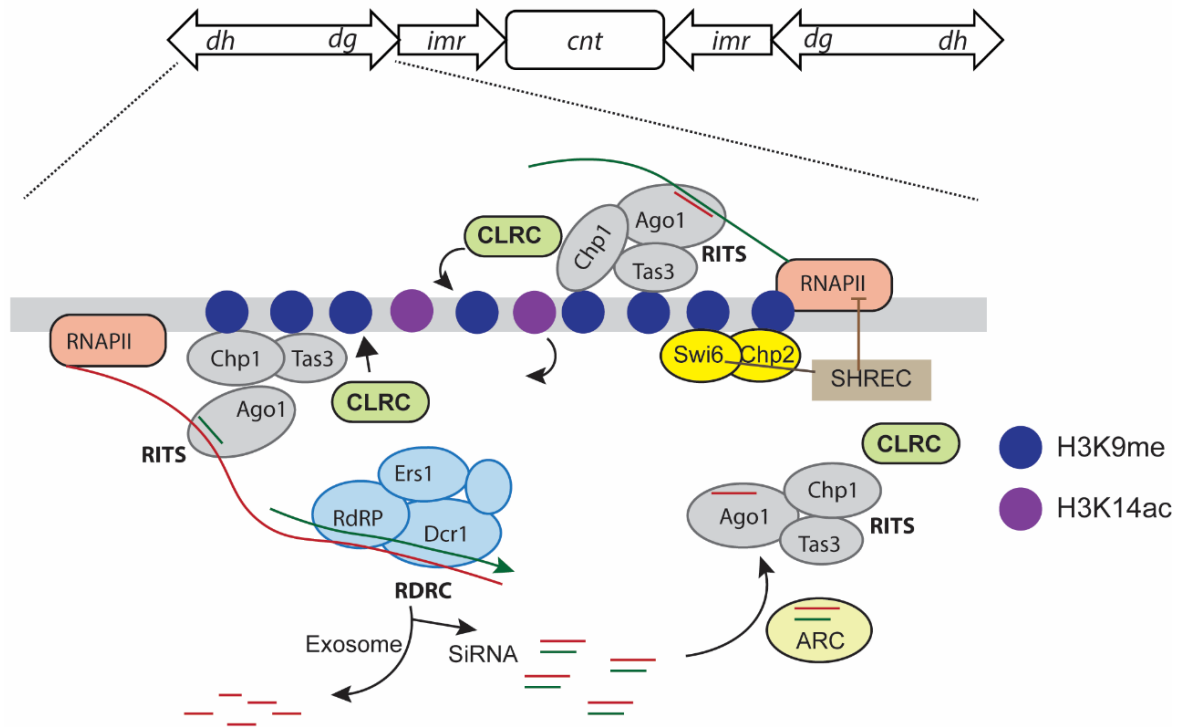 dh dg imr cnt imr dg dh
CLRC
Chp1
Ago1
RITS
Tas3
RNAPII
RNAPII
Chp1
Tas3
Swi6
Chp2
SHREC
CLRC
Ago1
RITS
CLRC
H3K9me
Ers1
Chp1
H3K14ac
RdRP
Dcr1
Ago1
RITS
Tas3
RDRC
Exosome
SiRNA
ARC